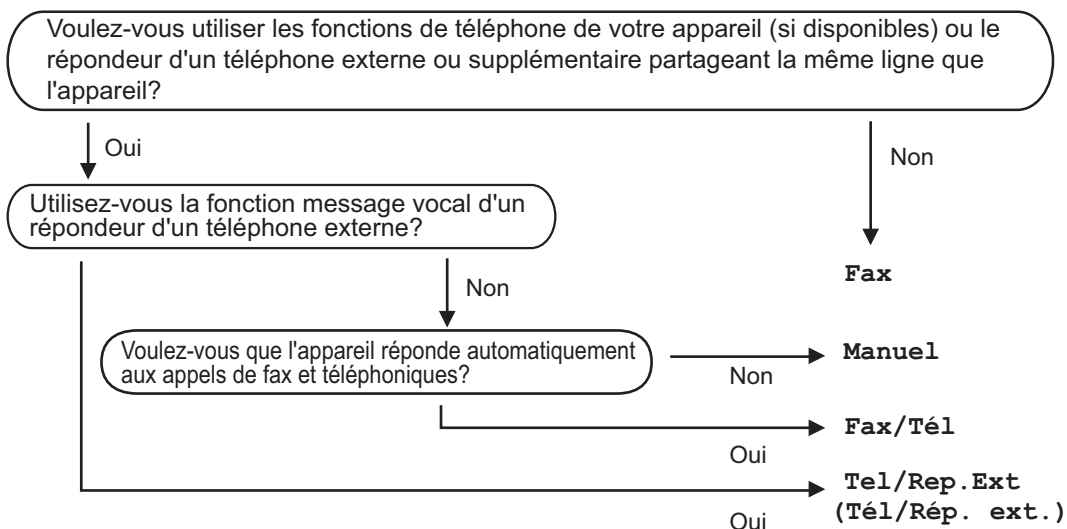 Voulez-vous utiliser les fonctions de téléphone de votre appareil (si disponibles) ou le
répondeur d'un téléphone externe ou supplémentaire partageant la même ligne que
l'appareil?
Oui
Non
Utilisez-vous la fonction message vocal d'un
répondeur d'un téléphone externe?
Fax
Non
Voulez-vous que l'appareil réponde automatiquement
aux appels de fax et téléphoniques?
Manuel
Non
Fax/Tél
Oui
Tel/Rep.Ext
(Tél/Rép. ext.)
Oui